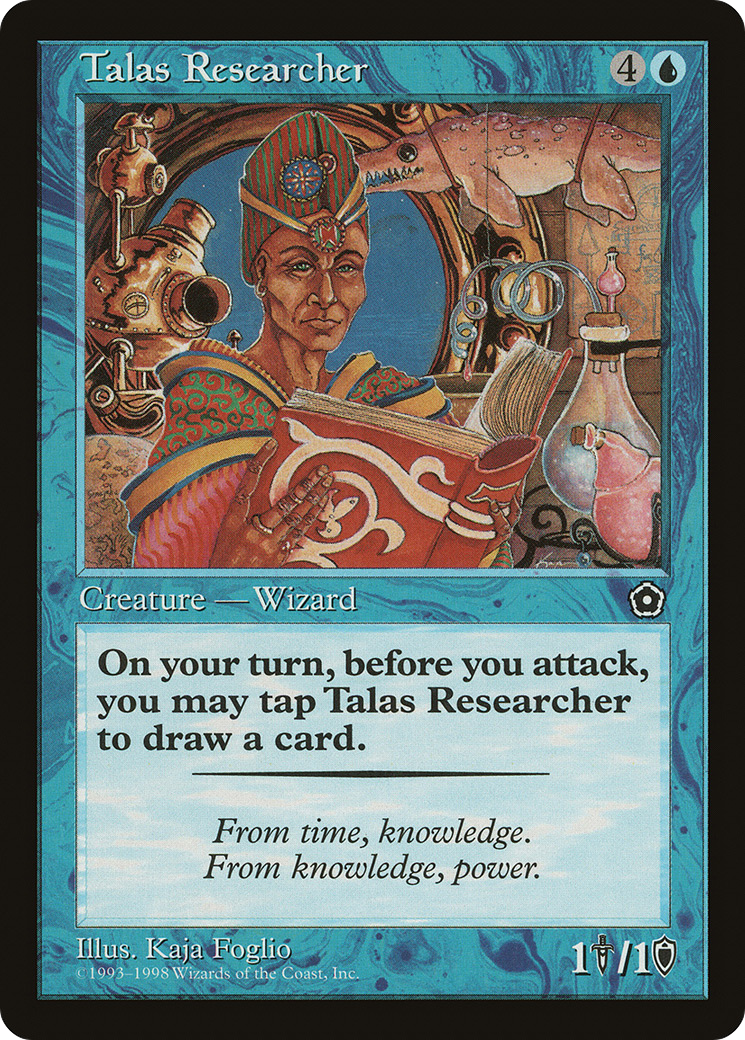 Talas Researcher 4
Creature — Wizard
On your turn, before you attack,
you may tap Talas Researcher
to draw a card.
From time, knowledge.
From knowledge, power.
Illus. Kaja Foglio
©1993–1998 Wizards of the Coast, Inc.
1/1